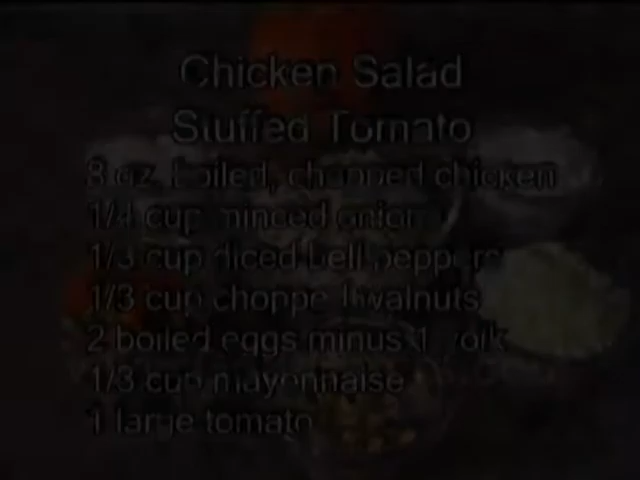 Chicken Salad
Stuffed Tomato
8 oz. boiled, chopped chicken
1/4 cup minced onion
1/3 cup diced bell peppers
1/3 cup chopped walnuts
2 boiled eggs minus 1 yolk
1/3 cup mayonnaise
1 large tomato